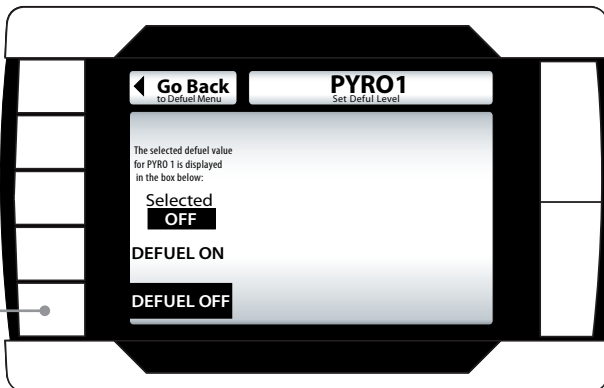 Go Back
to Defuel Menu
PYRO1
Set Deful Level
The selected defuel value
for PYRO 1 is displayed
in the box below:
Selected
OFF
DEFUEL ON
DEFUEL OFF